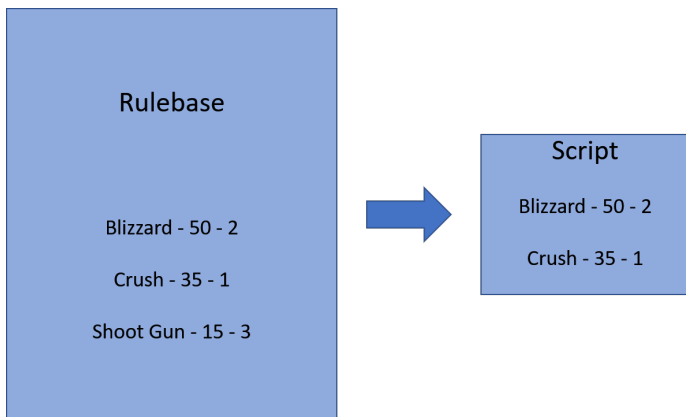 Rulebase
Blizzard - 50 - 2
Crush - 35 - 1
Shoot Gun - 15 - 3
Script
Blizzard - 50 - 2
Crush - 35 - 1